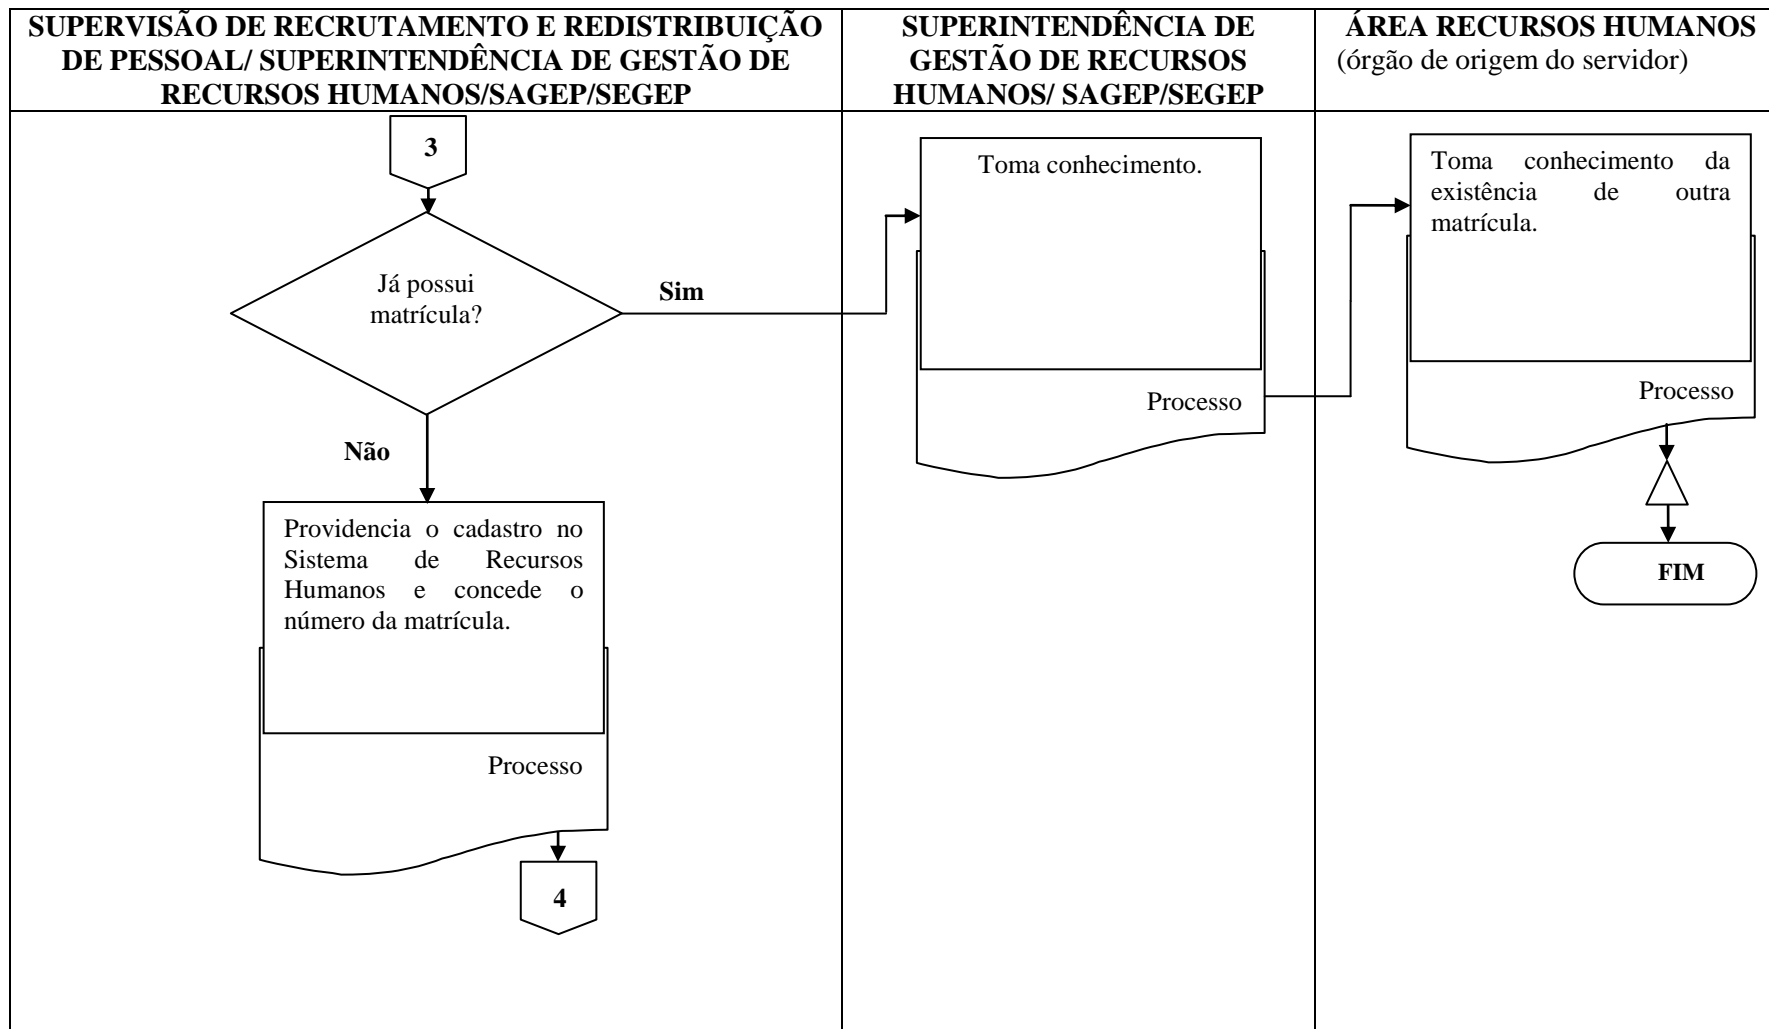 SUPERVISÃO DE RECRUTAMENTO E REDISTRIBUIÇÃO
DE PESSOAL/ SUPERINTENDÊNCIA DE GESTÃO DE
RECURSOS HUMANOS/SAGEP/SEGEP
SUPERINTENDÊNCIA DE
GESTÃO DE RECURSOS
HUMANOS/ SAGEP/SEGEP
ÁREA RECURSOS HUMANOS
(órgão de origem do servidor)
3
Já possui
matrícula?
Sim
Não
Providencia o cadastro no
Sistema de Recursos
Humanos e concede o
número da matrícula.
Processo
4
Toma conhecimento.
Processo
Toma conhecimento da
existência de outra
matrícula.
Processo
FIM